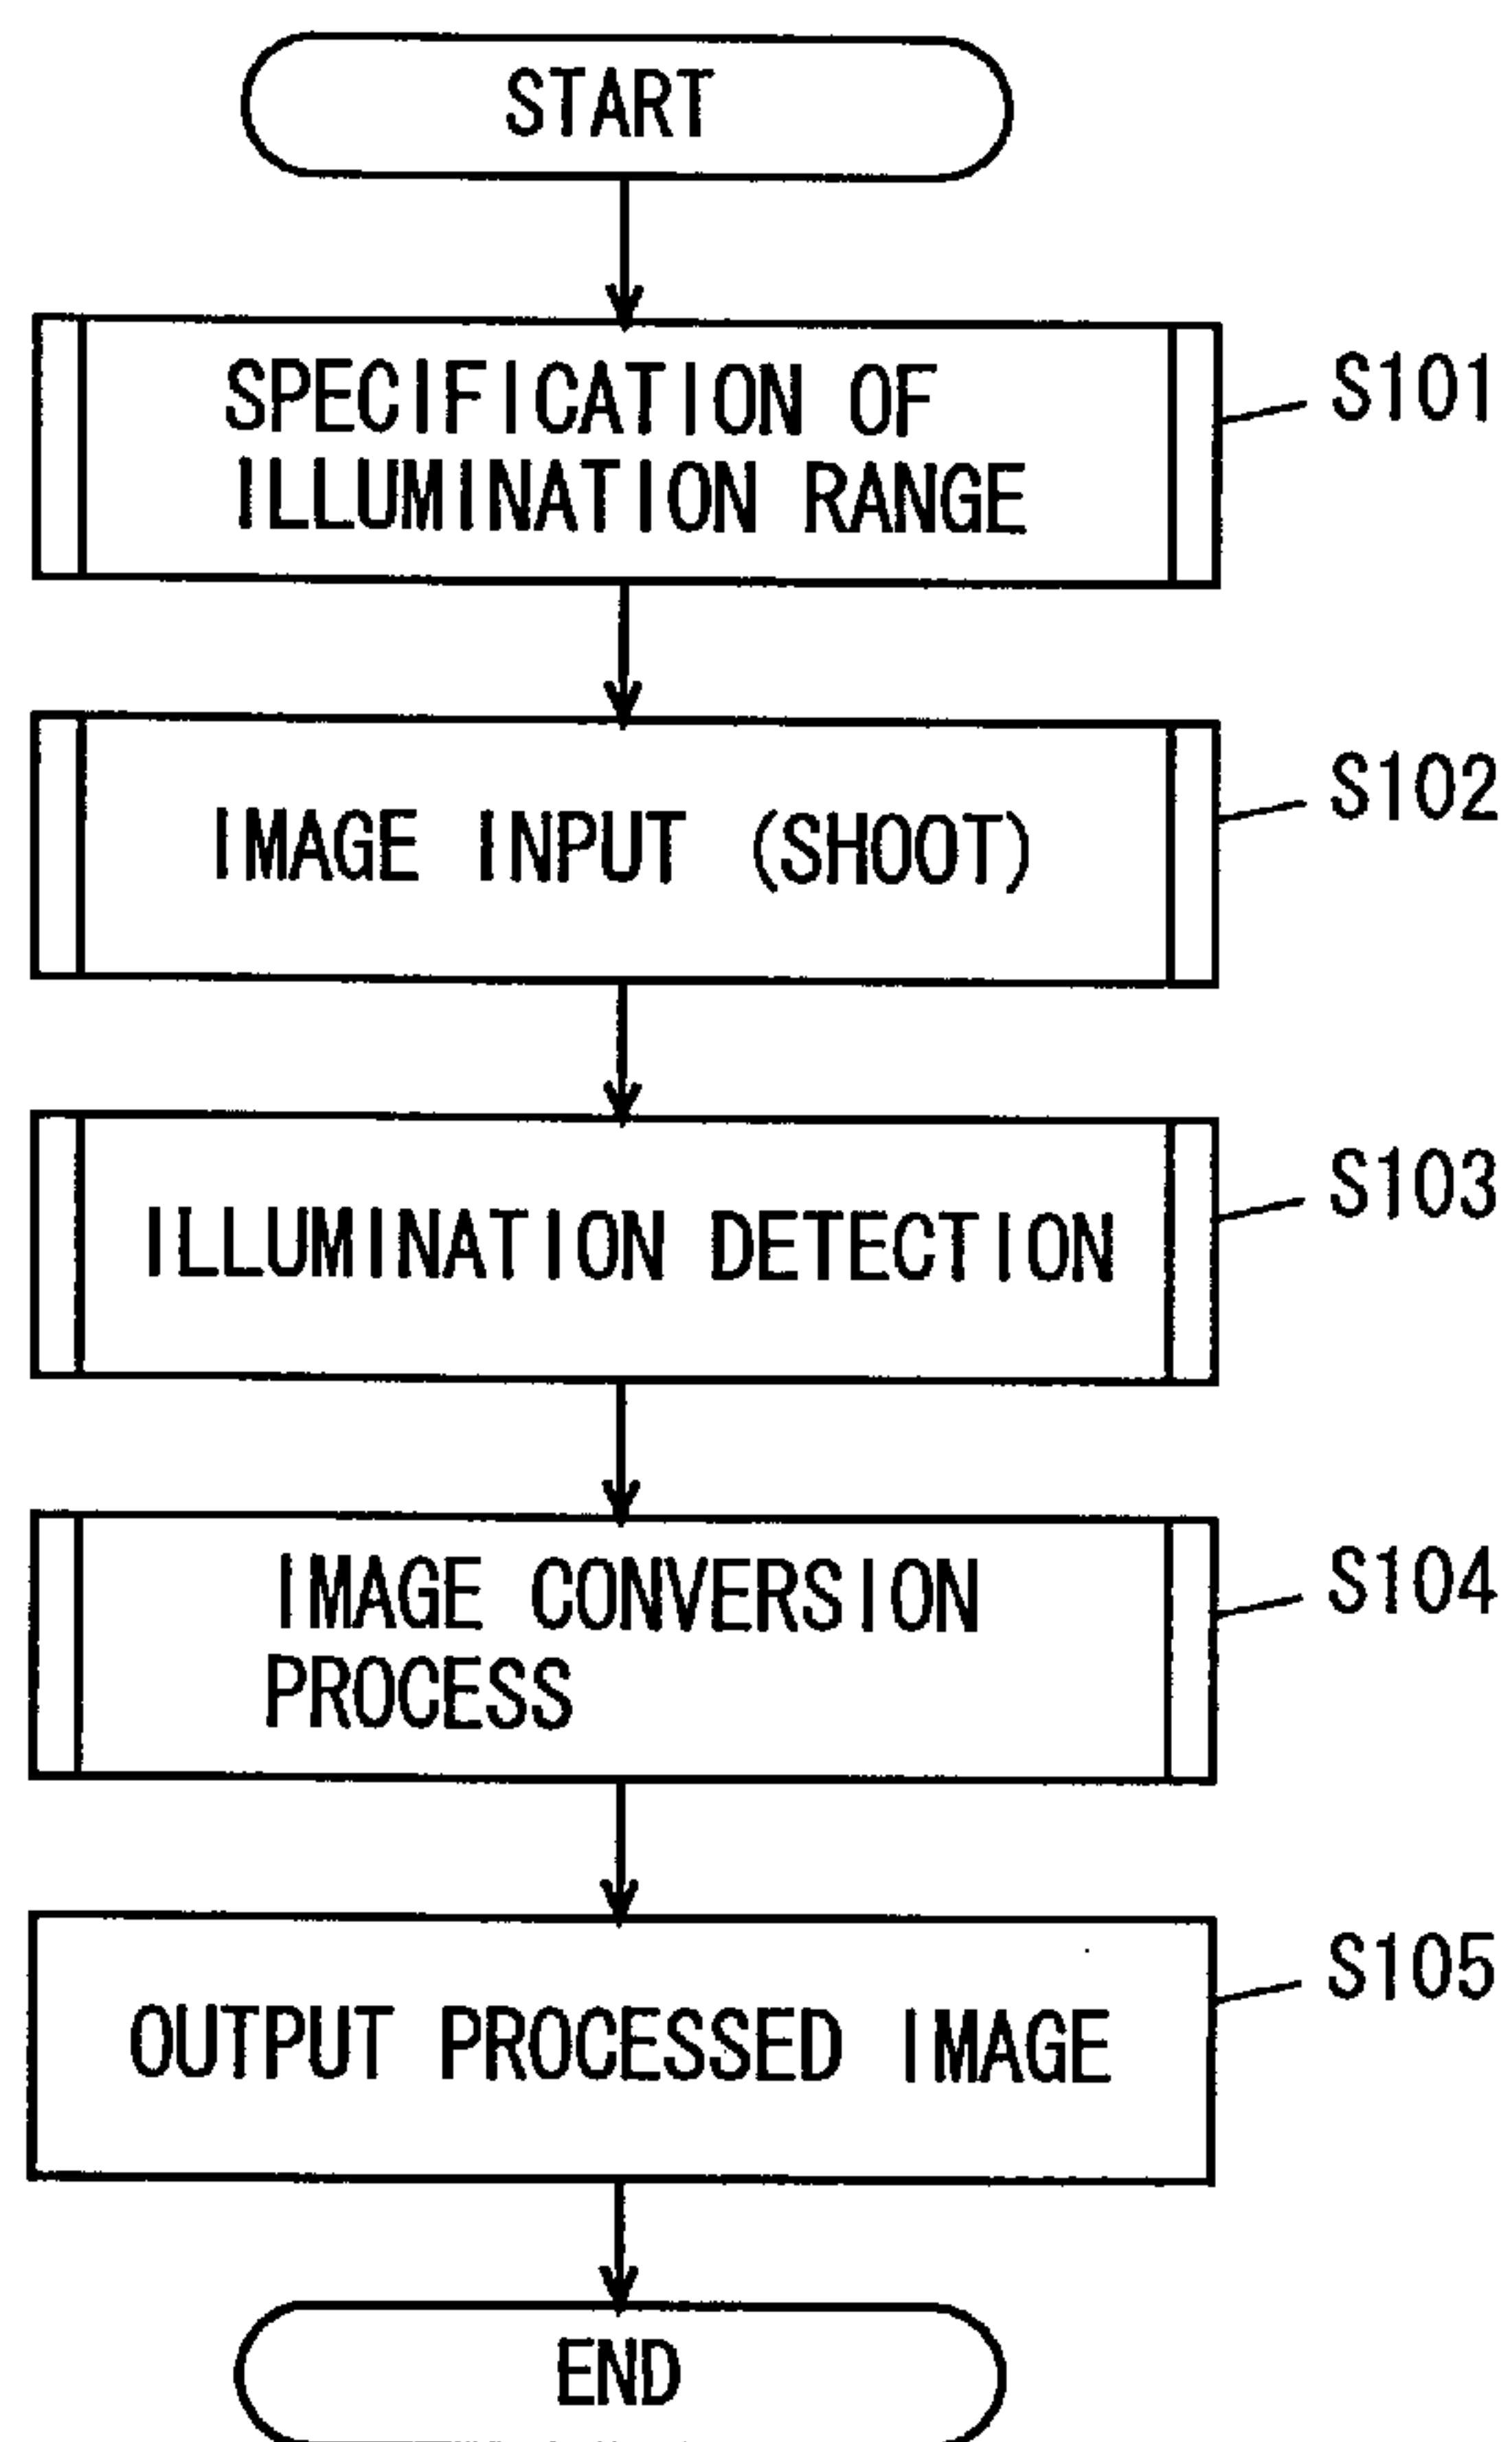 START
SPECIFICATION OF
ILLUMINATION RANGE
S101
IMAGE INPUT (SHOOT)
S102
ILLUMINATION DETECTION
S103
IMAGE CONVERSION
PROCESS
S104
OUTPUT PROCESSED IMAGE
S105
END